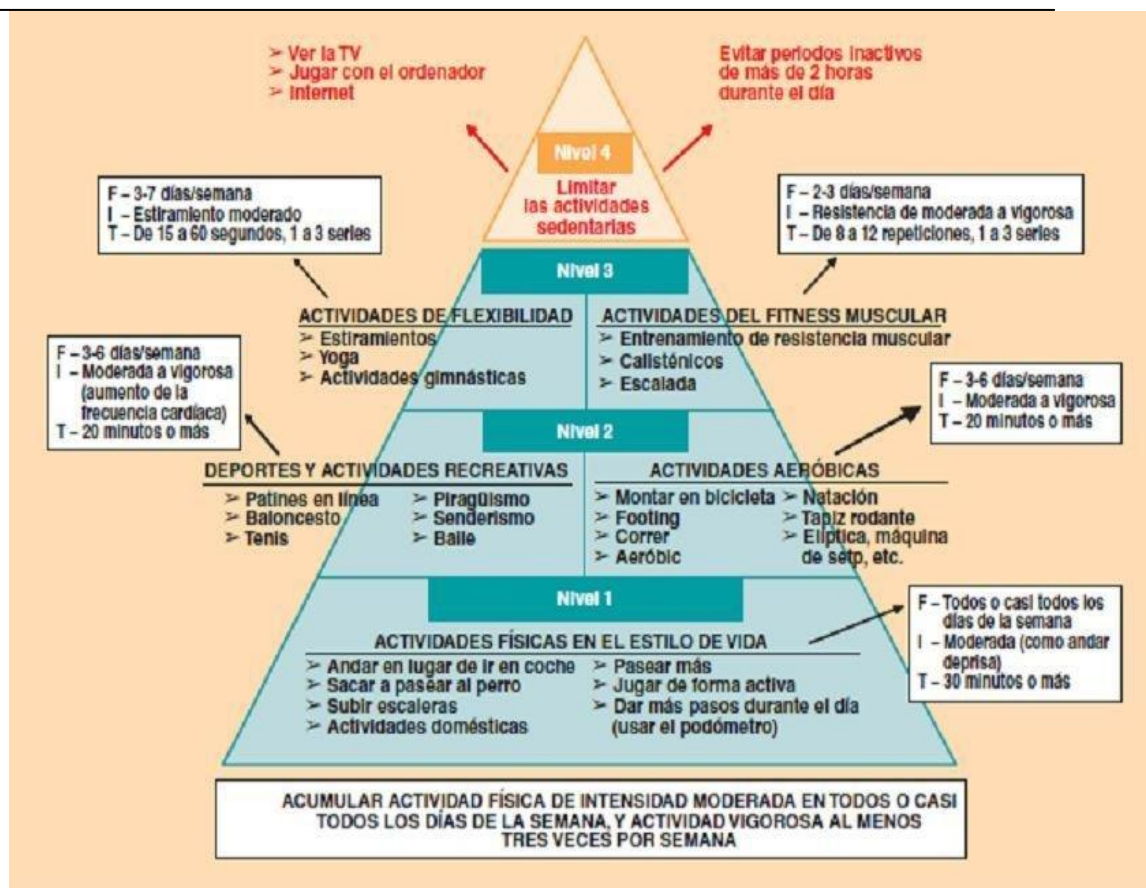 ➢ Ver la TV
➢ Jugar con el ordenador
➢ Internet
Evitar periodos inactivos
de más de 2 horas
durante el día
Nivel 4
Limitar
las actividades
sedentarias
F – 3-7 días/semana
I – Estiramiento moderado
T – De 15 a 60 segundos, 1 a 3 series
F – 2-3 días/semana
I – Resistencia de moderada a vigorosa
T – De 8 a 12 repeticiones, 1 a 3 series
Nivel 3
ACTIVIDADES DE FLEXIBILIDAD
➢ Estiramientos
➢ Yoga
➢ Actividades gimnásticas
ACTIVIDADES DEL FITNESS MUSCULAR
➢ Entrenamiento de resistencia muscular
➢ Calisténicos
➢ Escalada
F – 3-6 días/semana
I – Moderada a vigorosa
(aumento de la
frecuencia cardíaca)
T – 20 minutos o más
F – 3-6 días/semana
I – Moderada a vigorosa
T – 20 minutos o más
Nivel 2
DEPORTES Y ACTIVIDADES RECREATIVAS
➢ Patines en línea
➢ Baloncesto
➢ Tenis
➢ Piragüismo
➢ Senderismo
➢ Baile
ACTIVIDADES AERÓBICAS
➢ Montar en bicicleta
➢ Footing
➢ Correr
➢ Aeróbic
➢ Natación
➢ Tapiz rodante
➢ Elíptica, máquina
de setp, etc.
Nivel 1
ACTIVIDADES FÍSICAS EN EL ESTILO DE VIDA
➢ Andar en lugar de ir en coche
➢ Sacar a pasear al perro
➢ Subir escaleras
➢ Actividades domésticas
➢ Pasear más
➢ Jugar de forma activa
➢ Dar más pasos durante el día
(usar el podómetro)
F – Todos o casi todos los
días de la semana
I – Moderada (como andar
deprisa)
T – 30 minutos o más
ACUMULAR ACTIVIDAD FÍSICA DE INTENSIDAD MODERADA EN TODOS O CASI
TODOS LOS DÍAS DE LA SEMANA, Y ACTIVIDAD VIGOROSA AL MENOS
TRES VECES POR SEMANA